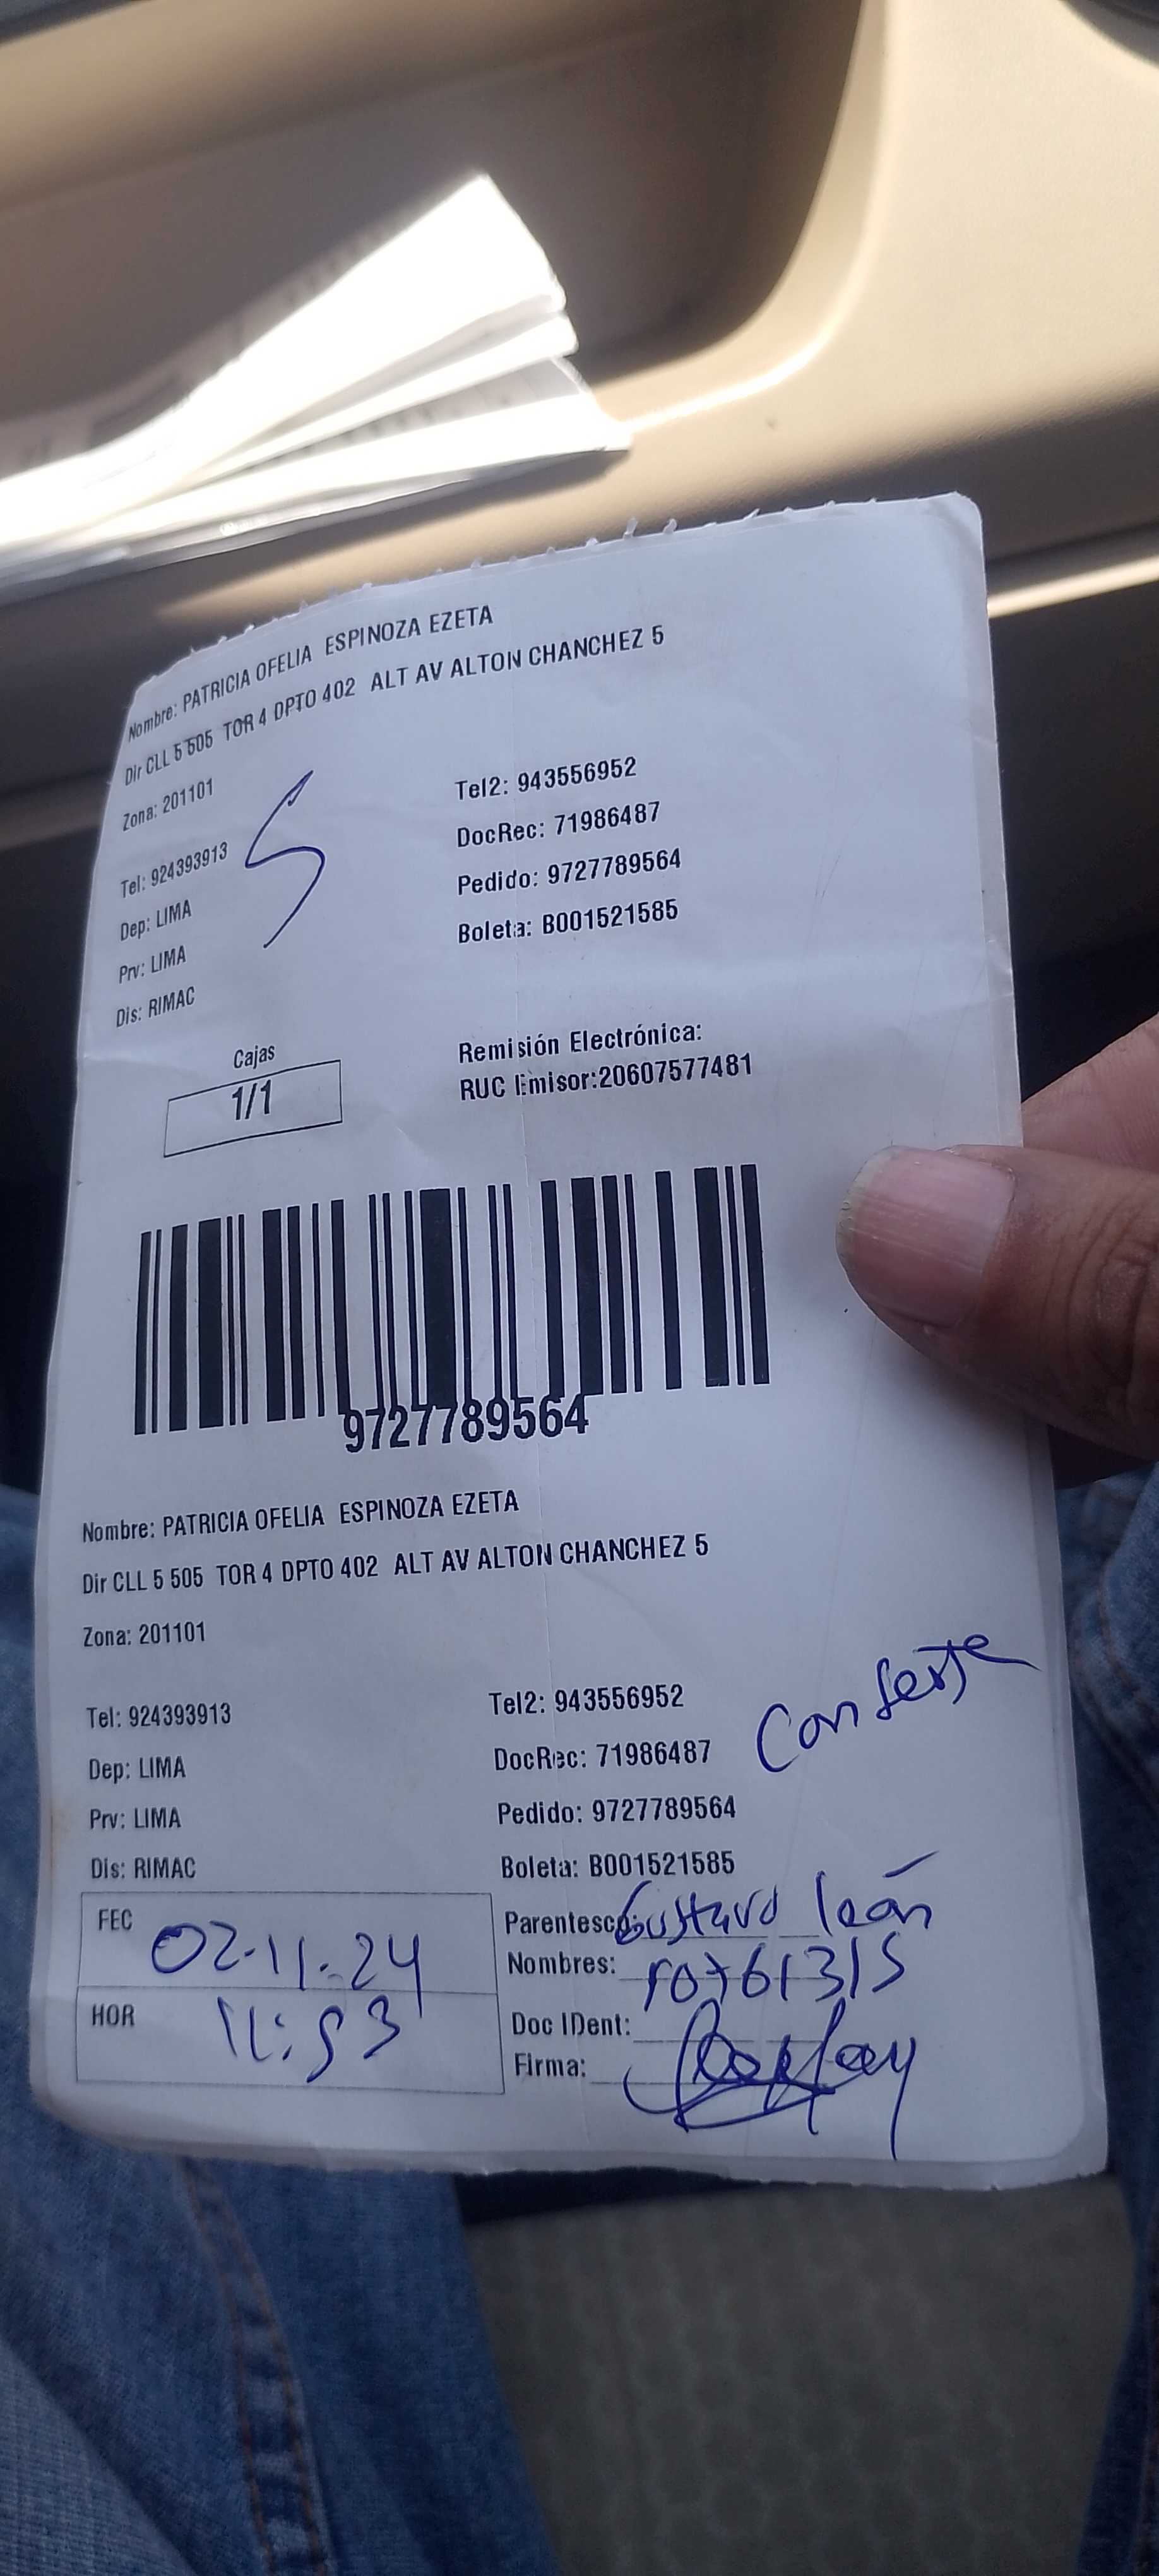 Nombre: PATRICIA OFELIA ESPINOZA EZETA
Dir CLL 5 505 TOR 4 DPTO 402 ALT AV ALTON CHANCHEZ 5
Zona: 201101
5
Tel: 924393913 Tel2: 943556952
DocRec: 71986487
Dep: LIMA Pedido: 9727789564
Prv: LIMA Boleta: B001521585
Dis: RIMAC
Cajas
1/1
Remisión Electrónica:
RUC Emisor:20607577481
9727789564
Nombre: PATRICIA OFELIA ESPINOZA EZETA
Dir CLL 5 505 TOR 4 DPTO 402 ALT AV ALTON CHANCHEZ 5
Zona: 201101
Tel: 924393913 Tel2: 943556952
Dep: LIMA DocRec: 71986487
Prv: LIMA Pedido: 9727789564
Dis: RIMAC Boleta: B001521585
FEC 02-11-24
HOR 11:53
Parentesco: Gustavo león
Nombres:
Doc IDent:
Firma: